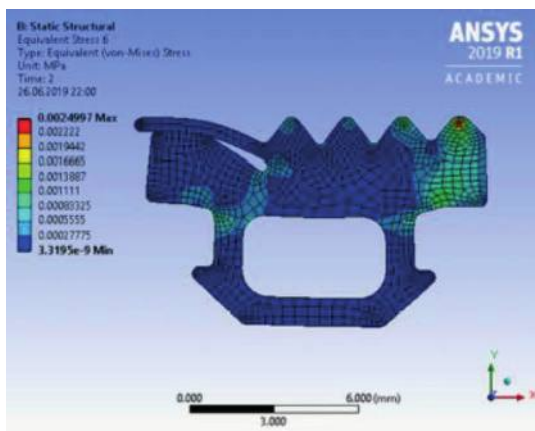 B: Static Structural
Equivalent Stress 6
Type: Equivalent (von-Mises) Stress
Unit: MPa
Time: 2
26.06.2019 22:00
ANSYS
2019 R1
ACADEMIC
0.0024997 Max
0.002222
0.0019442
0.0016665
0.0013887
0.001111
0.00083325
0.0005555
0.00027775
3.3195e-9 Min
0.000
6.000 (mm)
3.000
Y
X